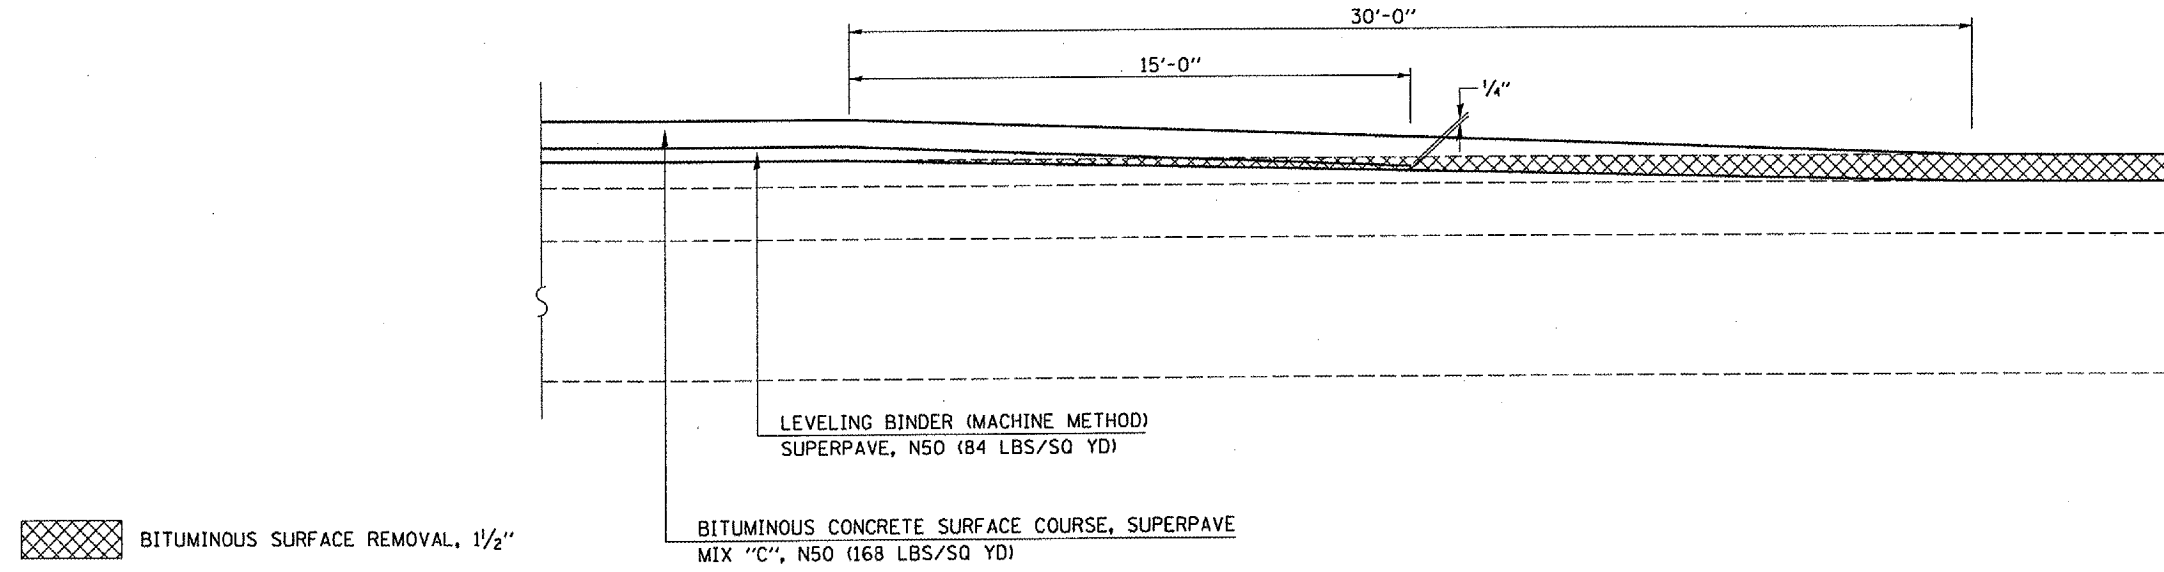 30'-0"
15'-0"
1/4"
LEVELING BINDER (MACHINE METHOD)
SUPERPAVE, N50 (84 LBS/SQ YD)
BITUMINOUS CONCRETE SURFACE COURSE, SUPERPAVE
MIX "C", N50 (168 LBS/SQ YD)
BITUMINOUS SURFACE REMOVAL, 1 1/2"